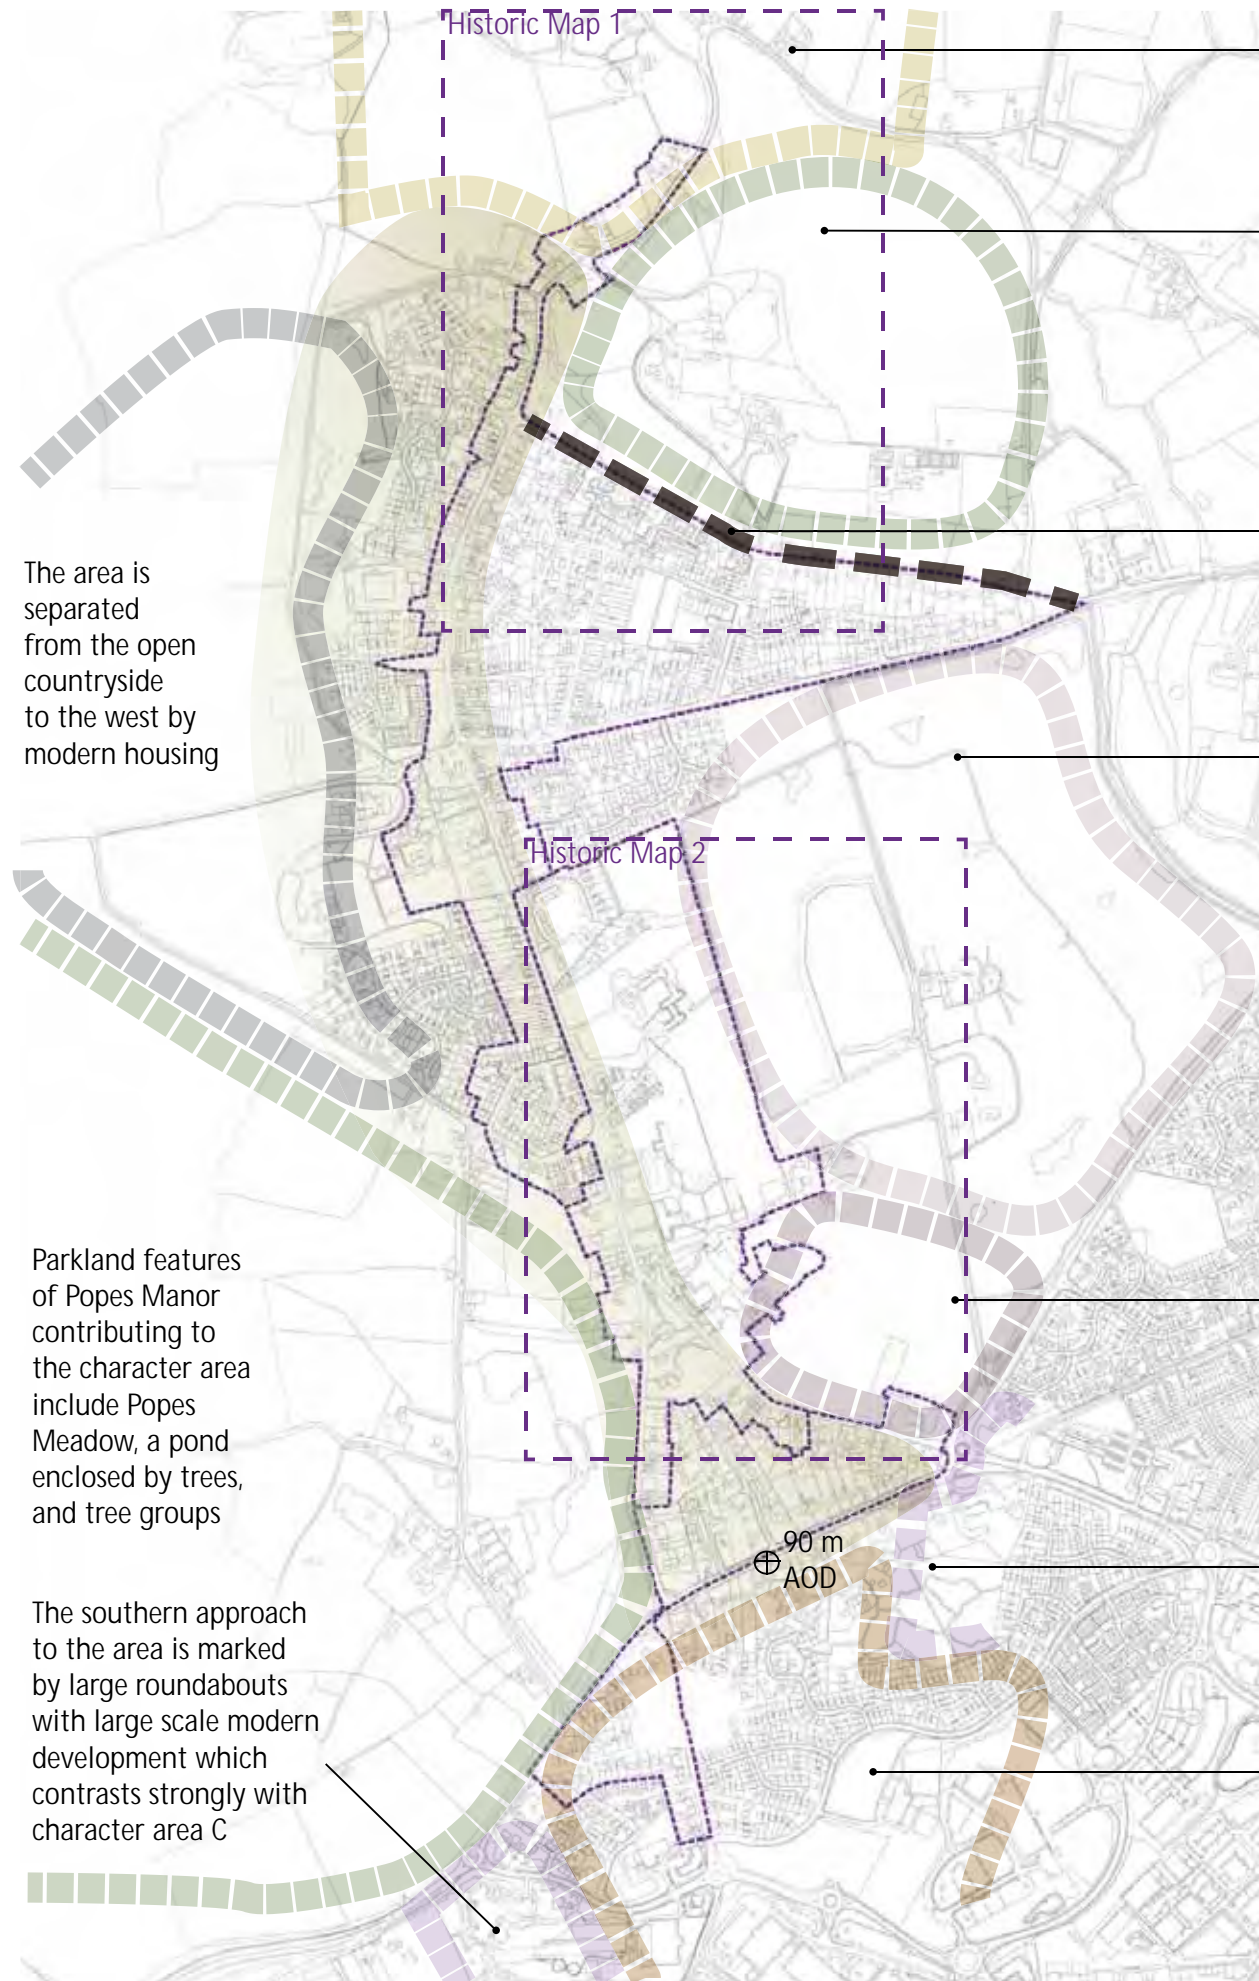 Historic Map 1
The area is
separated
from the open
countryside
to the west by
modern housing
Historic Map 2
Parkland features
of Popes Manor
contributing to
the character area
include Popes
Meadow, a pond
enclosed by trees,
and tree groups
90 m
AOD
The southern approach
to the area is marked
by large roundabouts
with large scale modern
development which
contrasts strongly with
character area C